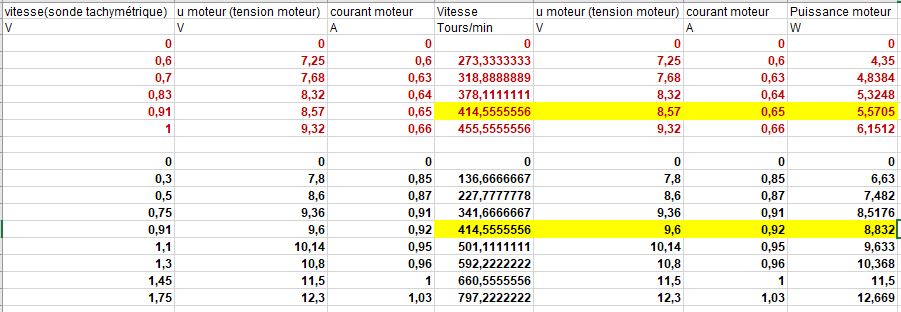 vitesse(sonde tachymétrique) u moteur (tension moteur) courant moteur Vitesse u moteur (tension moteur) courant moteur Puissance moteur
V V A Tours/min V A W
0 0 0 0 0 0 0
0,6 7,25 0,6 273,3333333 7,25 0,6 4,35
0,7 7,68 0,63 318,8888889 7,68 0,63 4,8384
0,83 8,32 0,64 378,1111111 8,32 0,64 5,3248
0,91 8,57 0,65 414,5555556 8,57 0,65 5,5705
1 9,32 0,66 455,5555556 9,32 0,66 6,1512
0 0 0 0 0 0 0
0,3 7,8 0,85 136,6666667 7,8 0,85 6,63
0,5 8,6 0,87 227,7777778 8,6 0,87 7,482
0,75 9,36 0,91 341,6666667 9,36 0,91 8,5176
0,91 9,6 0,92 414,5555556 9,6 0,92 8,832
1,1 10,14 0,95 501,1111111 10,14 0,95 9,633
1,3 10,8 0,96 592,2222222 10,8 0,96 10,368
1,45 11,5 1 660,5555556 11,5 1 11,5
1,75 12,3 1,03 797,2222222 12,3 1,03 12,669